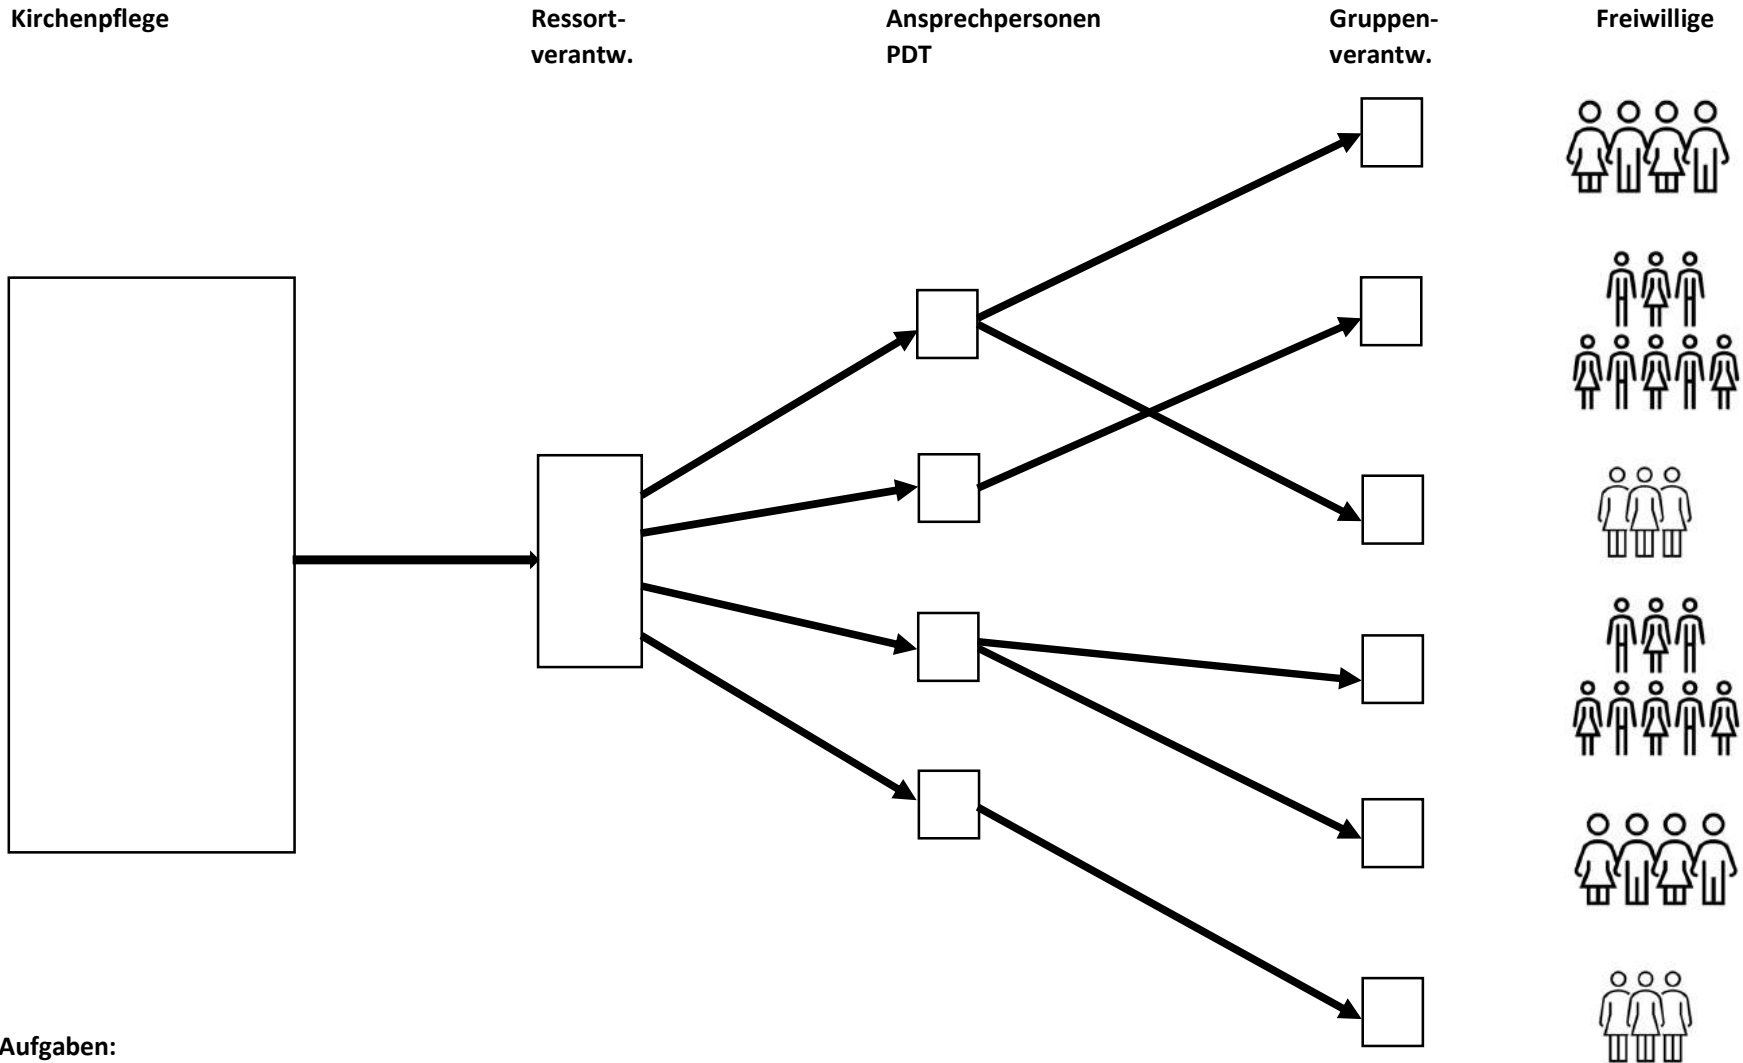 Kirchenpflege
Ressort-
verantw.
Ansprechpersonen
PDT
Gruppen-
verantw.
Freiwillige
Aufgaben: